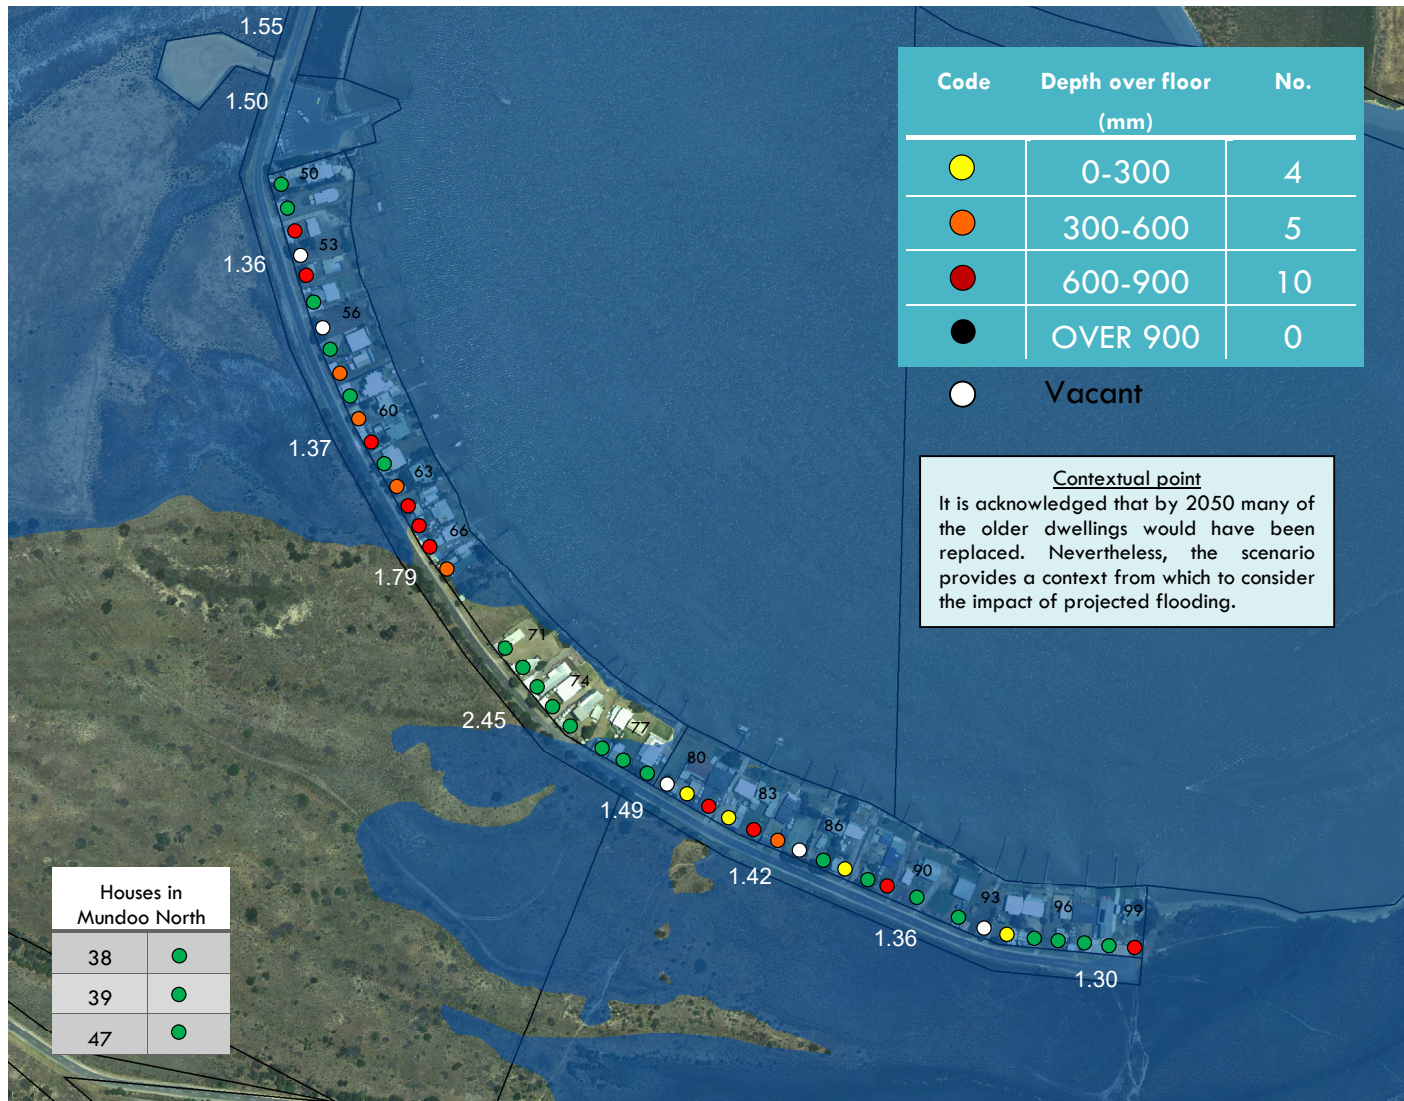 1.55
1.50
50
53
1.36
56
1.37
60
63
66
1.79
71
74
2.45
77
80
1.49
83
1.42
86
90
1.36
93
96
99
1.30
Code Depth over floor No.
(mm)
0-300 4
300-600 5
600-900 10
OVER 900 0
Vacant
Contextual point
It is acknowledged that by 2050 many of
the older dwellings would have been
replaced. Nevertheless, the scenario
provides a context from which to consider
the impact of projected flooding.
Houses in
Mundoo North
38
39
47